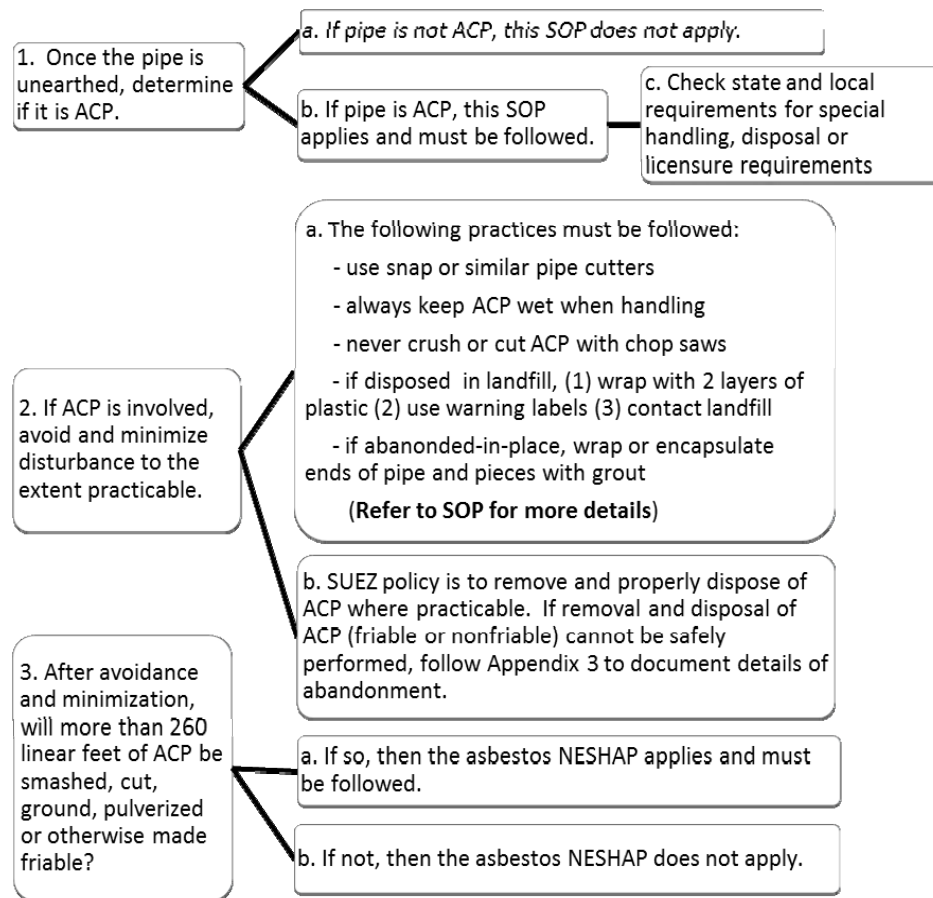 1. Once the pipe is
unearthed, determine
if it is ACP.
a. If pipe is not ACP, this SOP does not apply.
b. If pipe is ACP, this SOP
applies and must be followed.
c. Check state and local
requirements for special
handling, disposal or
licensure requirements
2. If ACP is involved,
avoid and minimize
disturbance to the
extent practicable.
a. The following practices must be followed:
- use snap or similar pipe cutters
- always keep ACP wet when handling
- never crush or cut ACP with chop saws
- if disposed in landfill, (1) wrap with 2 layers of
plastic (2) use warning labels (3) contact landfill
- if abanonded-in-place, wrap or encapsulate
ends of pipe and pieces with grout
(Refer to SOP for more details)
b. SUEZ policy is to remove and properly dispose of
ACP where practicable. If removal and disposal of
ACP (friable or nonfriable) cannot be safely
performed, follow Appendix 3 to document details of
abandonment.
3. After avoidance
and minimization,
will more than 260
linear feet of ACP be
smashed, cut,
ground, pulverized
or otherwise made
friable?
a. If so, then the asbestos NESHAP applies and must
be followed.
b. If not, then the asbestos NESHAP does not apply.